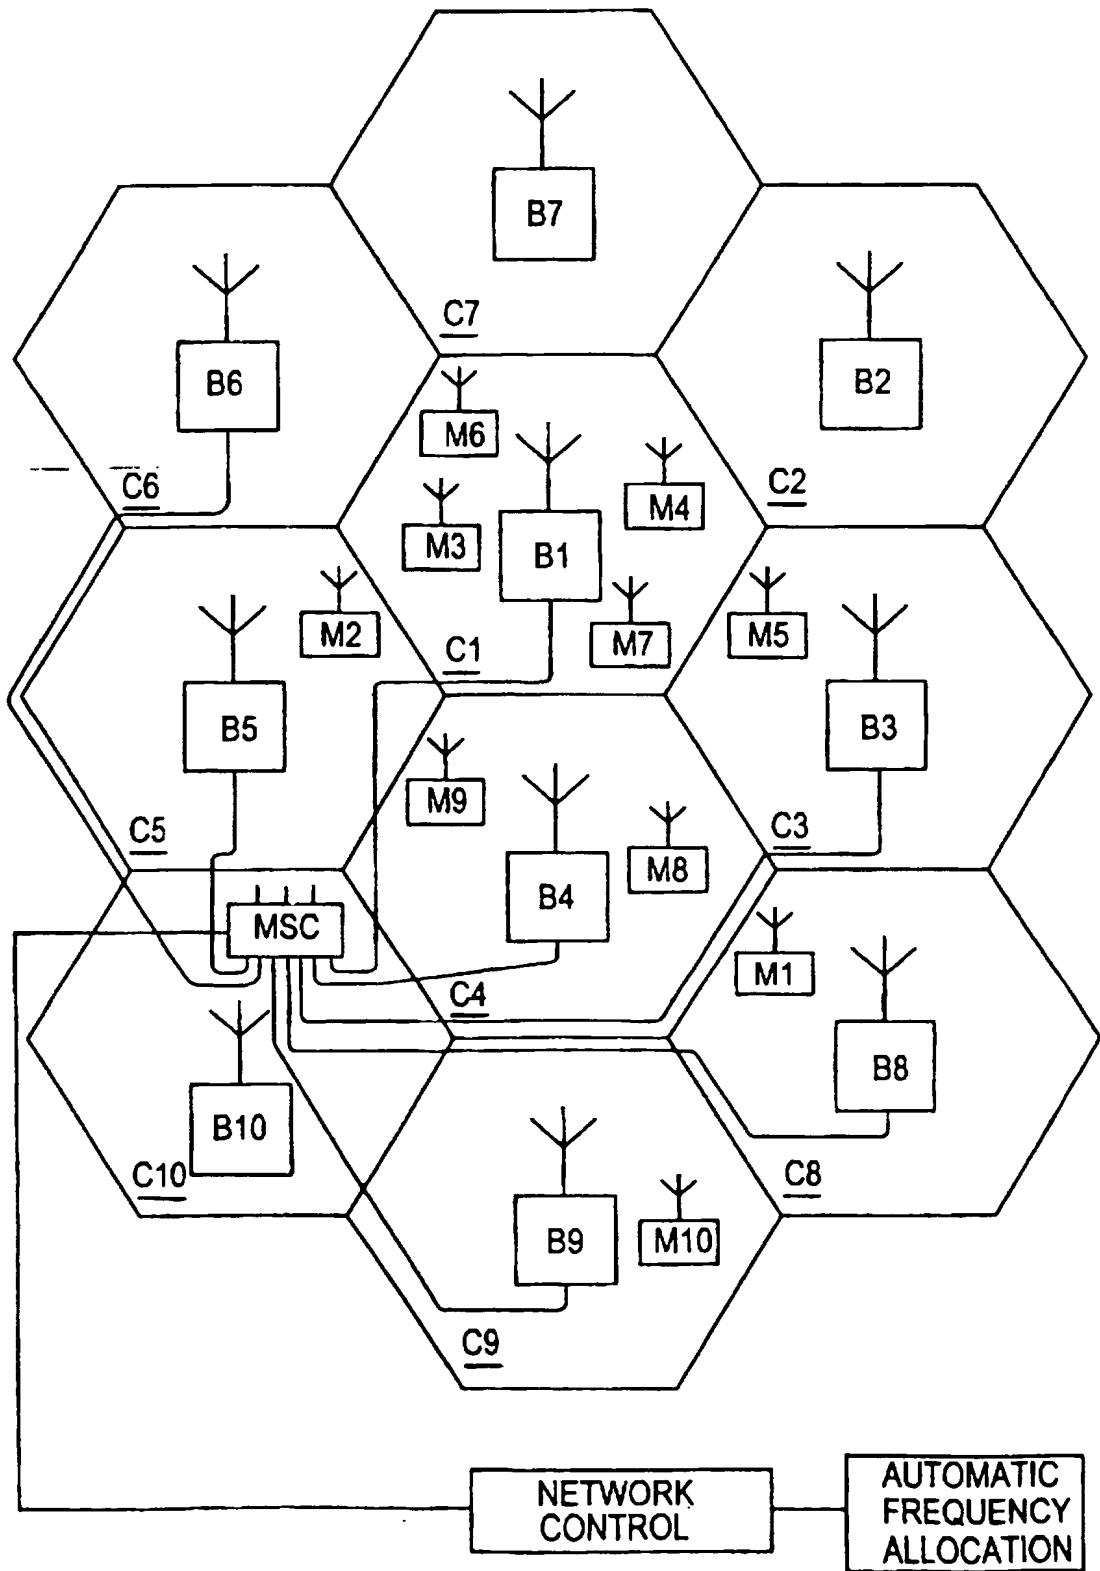 B7
C7
B6
B2
M6
C6
C2
M4
M3
B1
M2
M7
M5
C1
B5
B3
M9
C5
C3
M8
B4
MSC
M1
C4
B8
B10
C10
C8
B9
M10
C9
NETWORK
CONTROL
AUTOMATIC
FREQUENCY
ALLOCATION